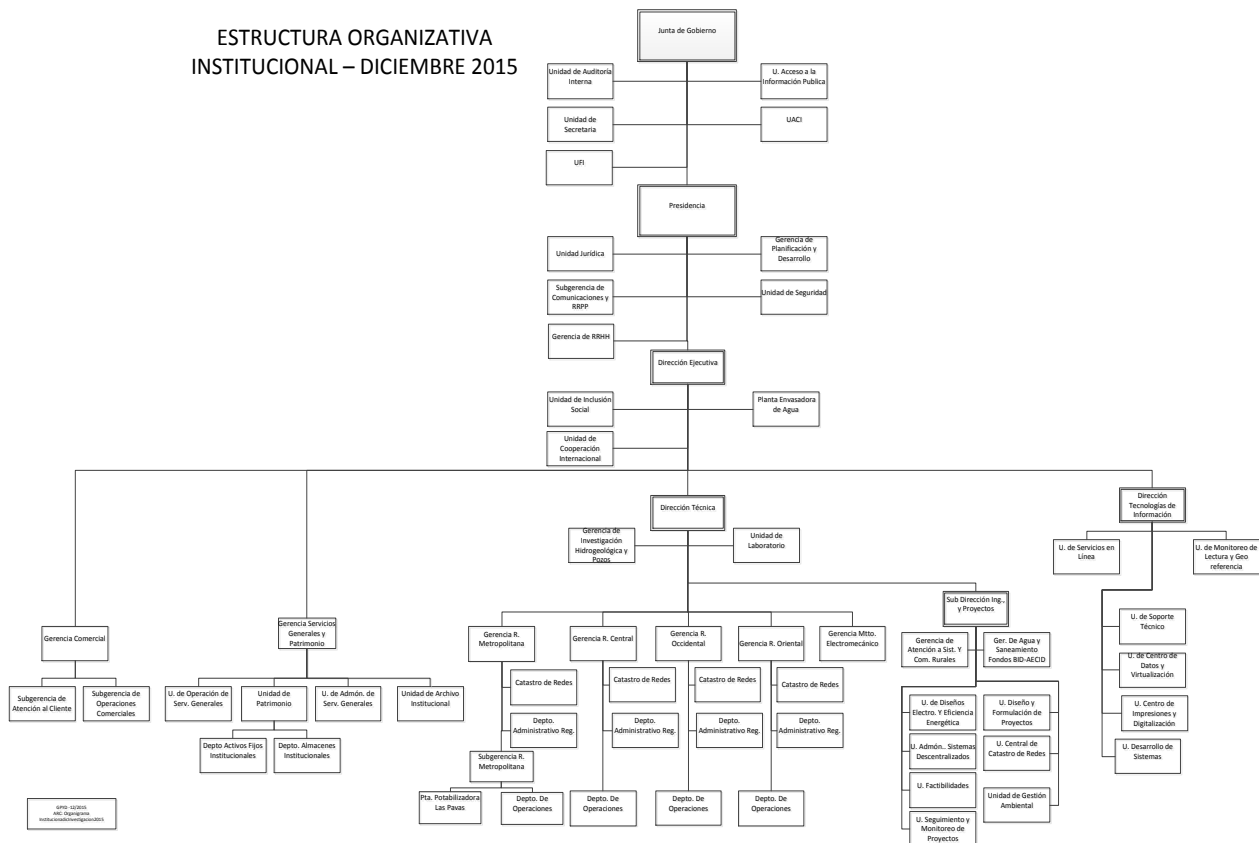 ESTRUCTURA ORGANIZATIVA
INSTITUCIONAL – DICIEMBRE 2015
Junta de Gobierno
Unidad de Auditoría
Interna
U. Acceso a la
Información Publica
Unidad de
Secretaria
UACI
UFI
Presidencia
Unidad Jurídica
Gerencia de
Planificación y
Desarrollo
Subgerencia de
Comunicaciones y
RRPP
Unidad de Seguridad
Gerencia de RRHH
Dirección Ejecutiva
Unidad de Inclusión
Social
Planta Envasadora
de Agua
Unidad de
Cooperación
Internacional
Dirección Técnica
Dirección
Tecnologías de
Información
Gerencia de
Investigación
Hidrogeológica y
Pozos
Unidad de
Laboratorio
U. de Servicios en
Línea
U. de Monitoreo de
Lectura y Geo
referencia
Sub Dirección Ing.,
y Proyectos
Gerencia Comercial
Gerencia Servicios
Generales y
Patrimonio
Gerencia R.
Metropolitana
Gerencia R. Central
Gerencia R.
Occidental
Gerencia R. Oriental
Gerencia Mtto.
Electromecánico
Gerencia de
Atención a Sist. Y
Com. Rurales
Ger. De Agua y
Saneamiento
Fondos BID-AECID
U. de Soporte
Técnico
U. de Centro de
Datos y
Virtualización
U. Centro de
Impresiones y
Digitalización
U. Desarrollo de
Sistemas
Subgerencia de
Atención al Cliente
Subgerencia de
Operaciones
Comerciales
U. de Operación de
Serv. Generales
Unidad de
Patrimonio
U. de Admón. de
Serv. Generales
Unidad de Archivo
Institucional
Depto Activos Fijos
Institucionales
Depto. Almacenes
Institucionales
Catastro de Redes
Catastro de Redes
Catastro de Redes
Catastro de Redes
Depto.
Administrativo Reg.
Depto.
Administrativo Reg.
Depto.
Administrativo Reg.
Depto.
Administrativo Reg.
Subgerencia R.
Metropolitana
Pta. Potabilizadora
Las Pavas
Depto. De
Operaciones
Depto. De
Operaciones
Depto. De
Operaciones
Depto. De
Operaciones
U. de Diseños
Electro. Y Eficiencia
Energética
U. Diseño y
Formulación de
Proyectos
U. Admón.. Sistemas
Descentralizados
U. Central de
Catastro de Redes
U. Factibilidades
Unidad de Gestión
Ambiental
U. Seguimiento y
Monitoreo de
Proyectos
GPYD -12/2015